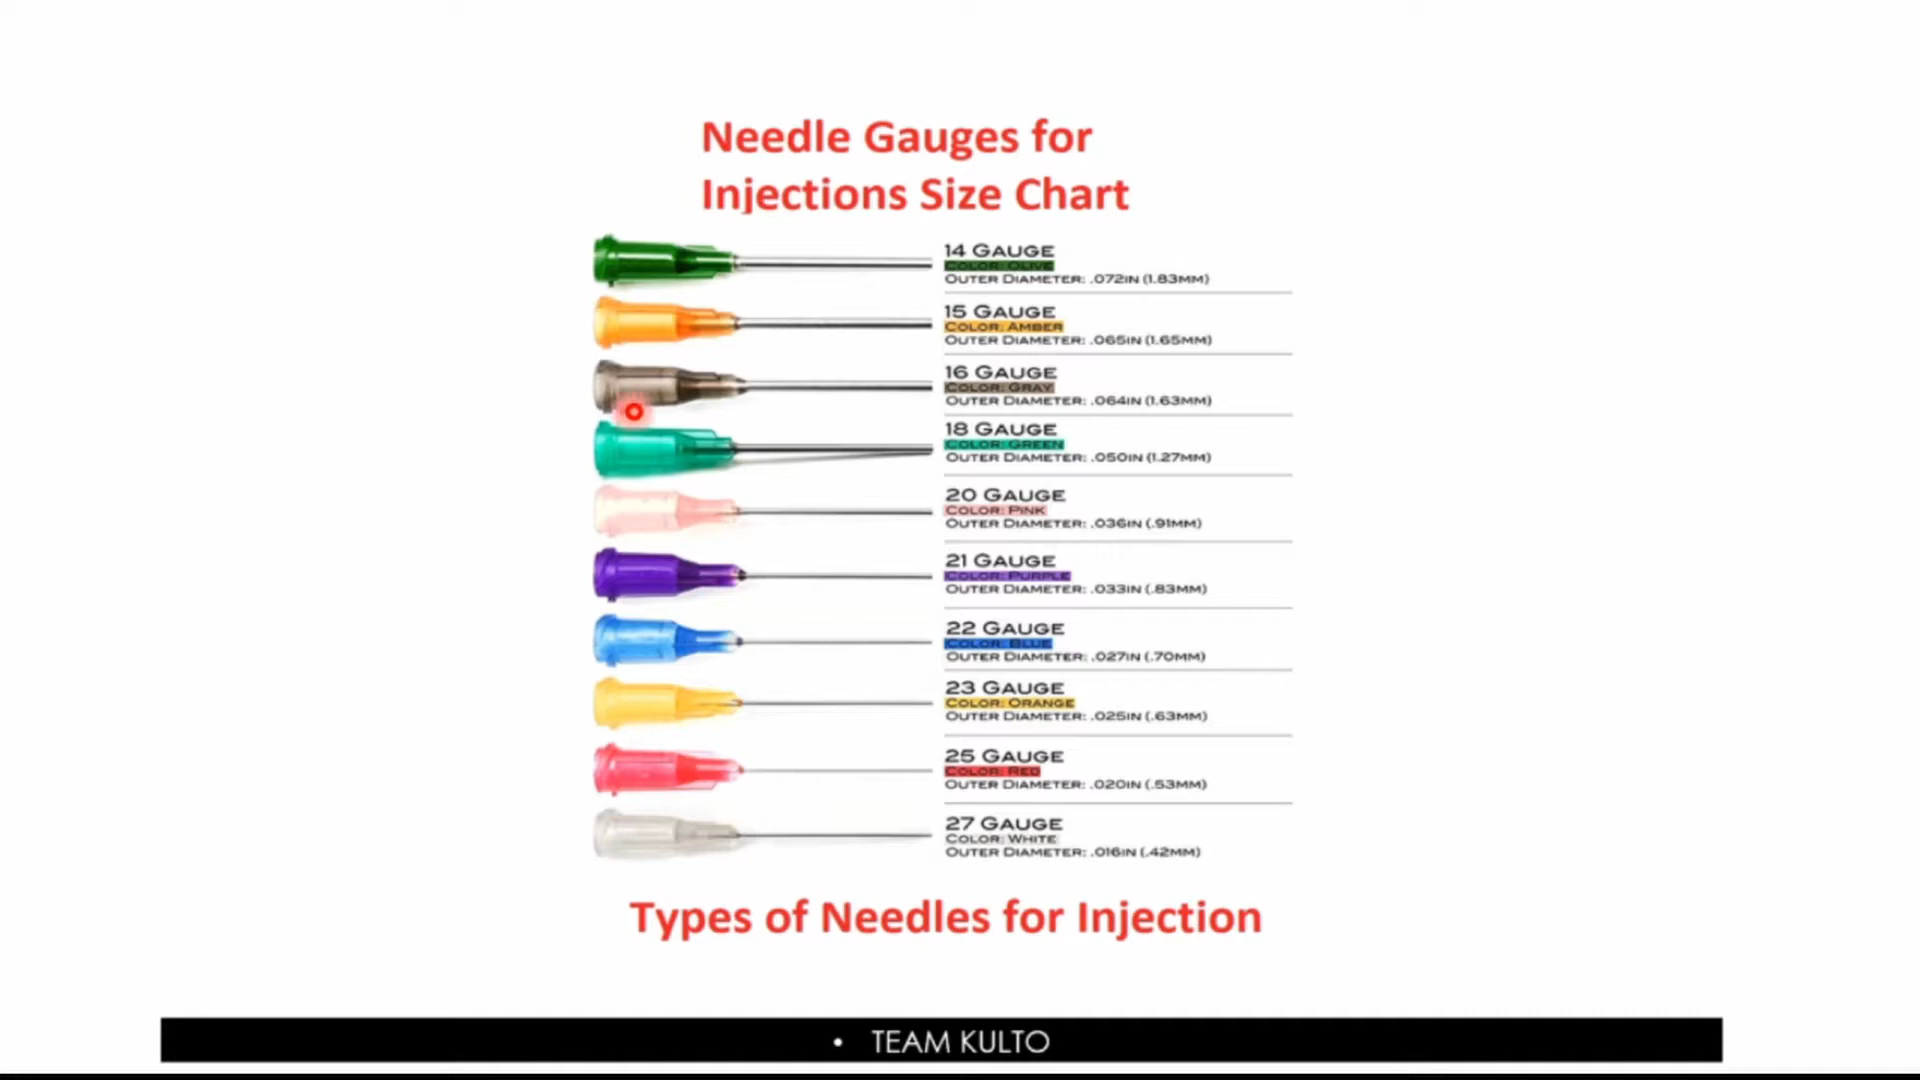 Needle Gauges for
Injections Size Chart
14 GAUGE
COLOR: OLIVE
OUTER DIAMETER: .072IN (1.83MM)
15 GAUGE
COLOR: AMBER
OUTER DIAMETER: .065IN (1.65MM)
16 GAUGE
COLOR: GRAY
OUTER DIAMETER: .064IN (1.63MM)
18 GAUGE
COLOR: GREEN
OUTER DIAMETER: .050IN (1.27MM)
20 GAUGE
COLOR: PINK
OUTER DIAMETER: .036IN (.91MM)
21 GAUGE
COLOR: PURPLE
OUTER DIAMETER: .033IN (.83MM)
22 GAUGE
COLOR: BLUE
OUTER DIAMETER: .027IN (.70MM)
23 GAUGE
COLOR: ORANGE
OUTER DIAMETER: .025IN (.63MM)
25 GAUGE
COLOR: RED
OUTER DIAMETER: .020IN (.53MM)
27 GAUGE
COLOR: WHITE
OUTER DIAMETER: .016IN (.42MM)
Types of Needles for Injection
• TEAM KULTO